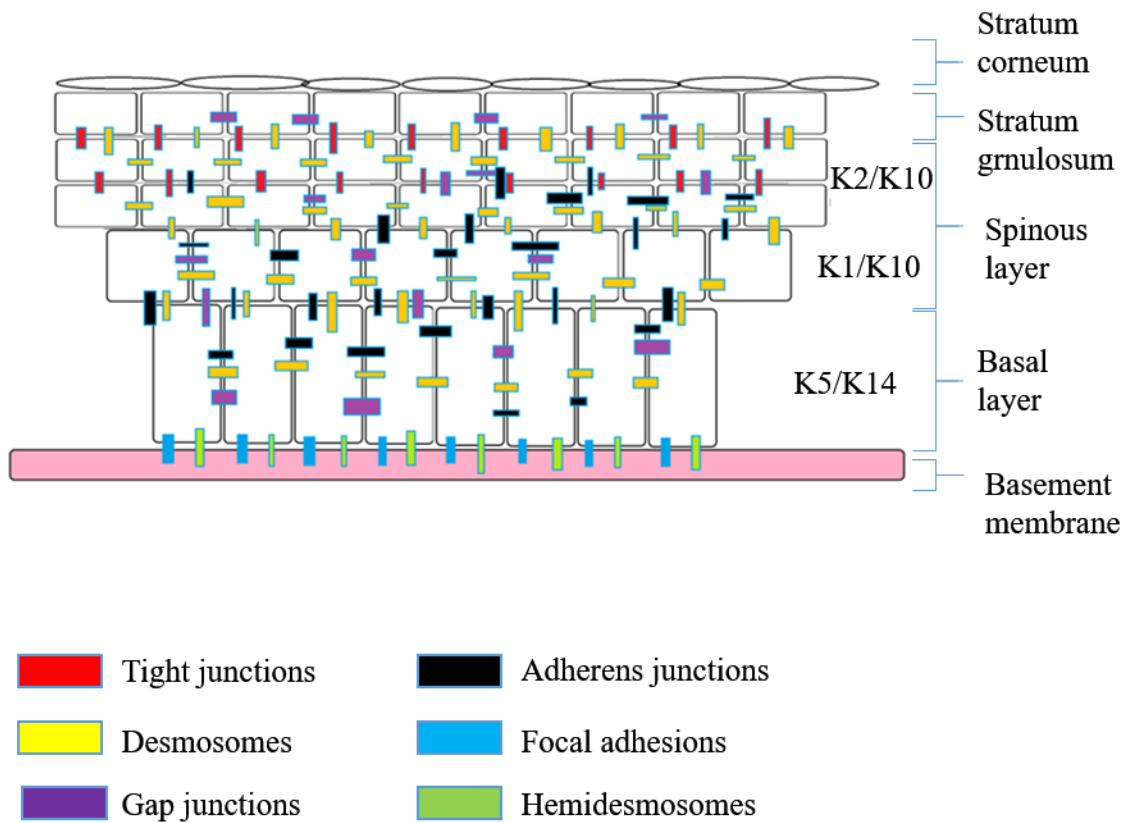 Stratum
corneum
Stratum
grnulosum
K2/K10
Spinous
layer
K1/K10
Basal
layer
K5/K14
Basement
membrane
Tight junctions
Adherens junctions
Desmosomes
Focal adhesions
Gap junctions
Hemidesmosomes